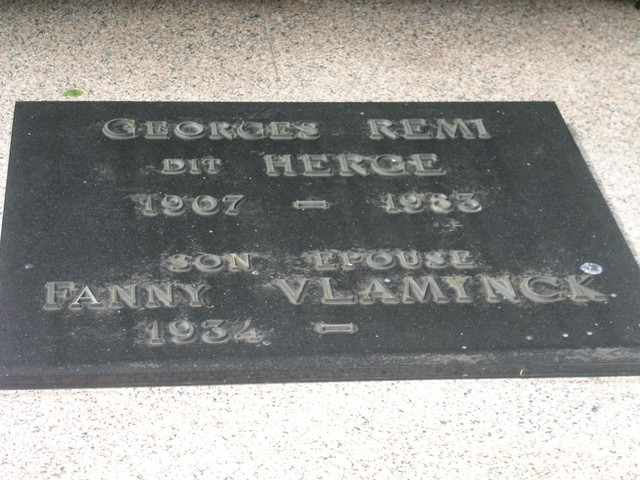 GEORGES REMI
DIT HERGE
1907 – 1983
SON EPOUSE
FANNY VLAMYNCK
1934 –